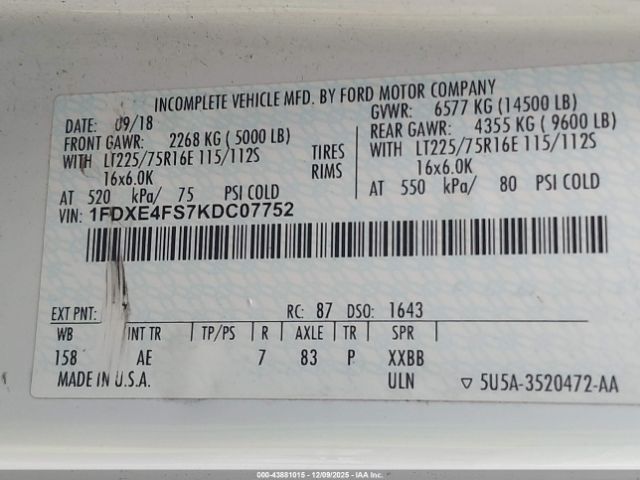 INCOMPLETE VEHICLE MFD. BY FORD MOTOR COMPANY
DATE: 09/18 GVWR: 6577 KG (14500 LB)
FRONT GAWR: 2268 KG ( 5000 LB) REAR GAWR: 4355 KG ( 9600 LB)
WITH LT225/75R16E 115/112S TIRES WITH LT225/75R16E 115/112S
16x6.0K RIMS 16x6.0K
AT 520 kPa/ 75 PSI COLD AT 550 kPa/ 80 PSI COLD
VIN: 1FDXE4FS7KDC07752
EXT PNT: RC: 87 DSO: 1643
WB INT TR TP/PS R AXLE TR SPR
158 AE 7 83 P XXBB
MADE IN U.S.A. ULN ▽ 5U5A-3520472-AA
000-43881015 - 12/09/2025 - IAA Inc.